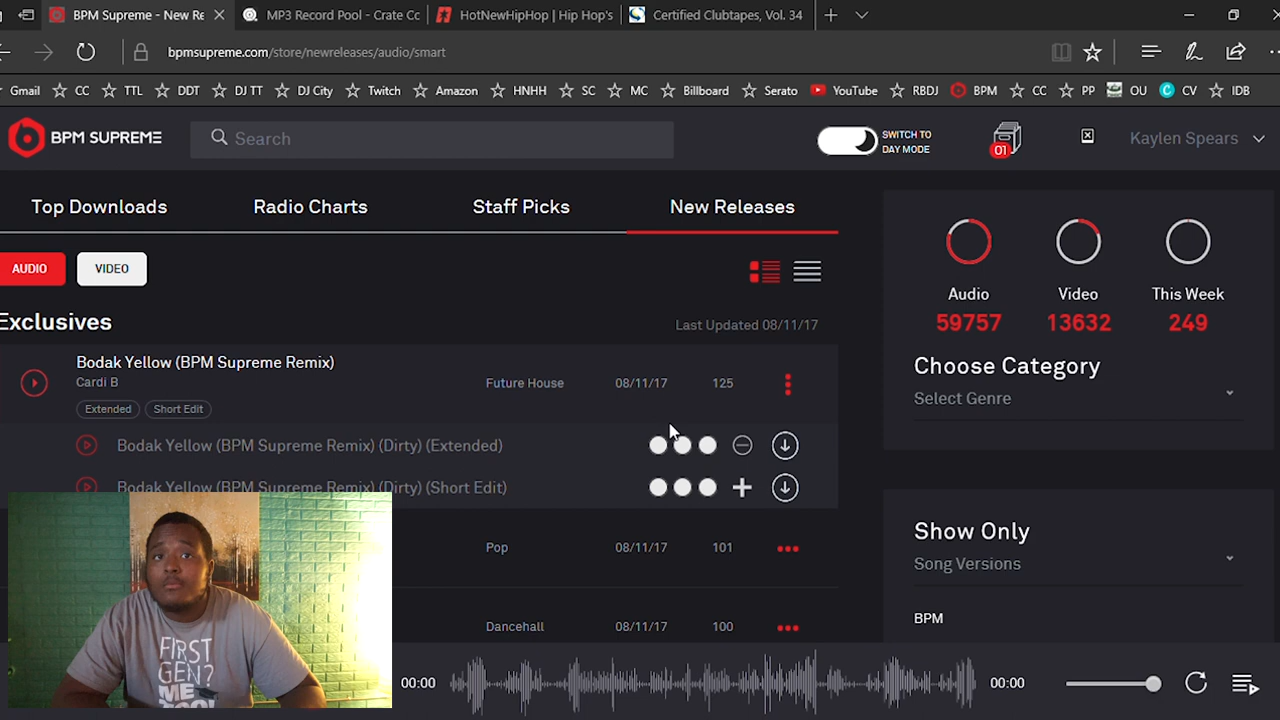 BPM Supreme - New Re
MP3 Record Pool - Crate Co
HotNewHipHop | Hip Hop's
Certified Clubtapes, Vol. 34
bpmsupreme.com/store/newreleases/audio/smart
Gmail CC TTL DDT DJ TT DJ City Twitch Amazon HNHH SC MC Billboard Serato YouTube RBDJ BPM CC PP OU CV IDB
BPM SUPREME
Search
SWITCH TO
DAY MODE
01
Kaylen Spears
Top Downloads Radio Charts Staff Picks New Releases
AUDIO VIDEO
Exclusives
Last Updated 08/11/17
Bodak Yellow (BPM Supreme Remix)
Cardi B
Future House 08/11/17 125
Extended Short Edit
Bodak Yellow (BPM Supreme Remix) (Dirty) (Extended)
Bodak Yellow (BPM Supreme Remix) (Dirty) (Short Edit)
Pop 08/11/17 101
Dancehall 08/11/17 100
Audio Video This Week
59757 13632 249
Choose Category
Select Genre
Show Only
Song Versions
BPM
FIRST
GEN?
ME
00:00 00:00